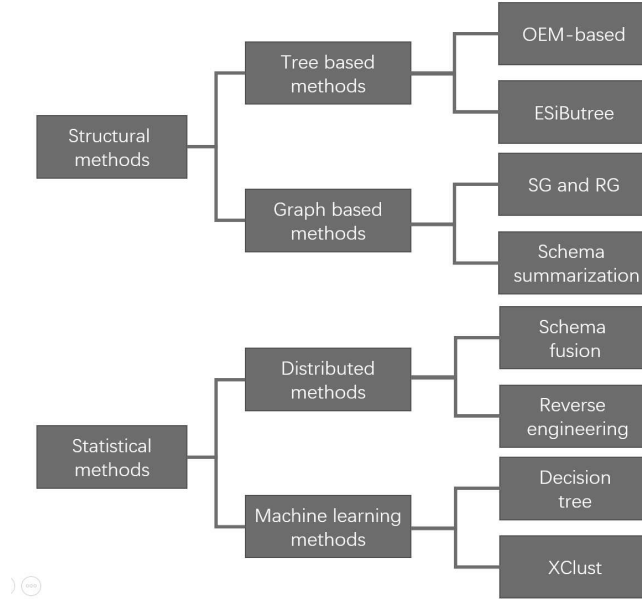 OEM-based
Tree based
methods
ESiButree
Structural
methods
SG and RG
Graph based
methods
Schema
summarization
Schema
fusion
Distributed
methods
Reverse
engineering
Statistical
methods
Decision
tree
Machine learning
methods
XClust